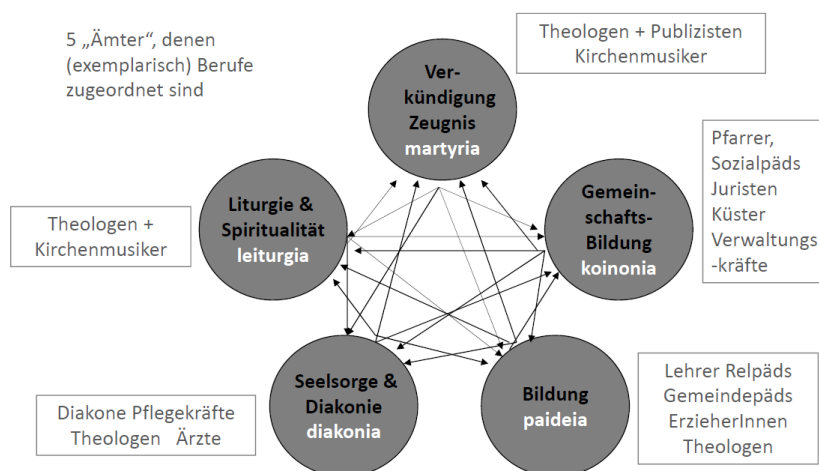 5 „Ämter“, denen
(exemplarisch) Berufe
zugeordnet sind
Theologen + Publizisten
Kirchenmusiker
Ver-
kündigung
Zeugnis
martyria
Pfarrer,
Sozialpäds
Juristen
Küster
Verwaltungs
-kräfte
Gemein-
schafts-
Bildung
koinonia
Liturgie &
Spiritualität
leiturgia
Theologen +
Kirchenmusiker
Seelsorge &
Diakonie
diakonia
Diakone Pflegekräfte
Theologen Ärzte
Bildung
paideia
Lehrer Relpäds
Gemeindepäds
ErzieherInnen
Theologen